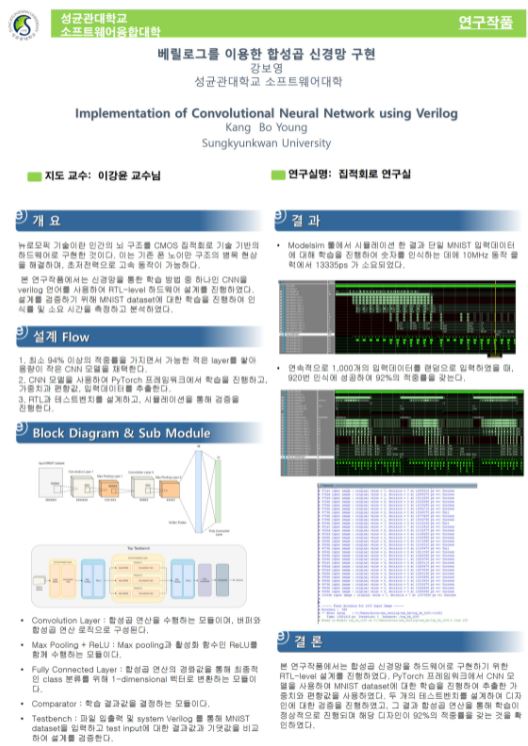 성균관대학교
소프트웨어융합대학
연구작품
베릴로그를 이용한 합성곱 신경망 구현
강보영
성균관대학교 소프트웨어대학
Implementation of Convolutional Neural Network using Verilog
Kang Bo Young
Sungkyunkwan University
지도 교수: 이강윤 교수님
연구실명: 집적회로 연구실
개 요
뉴로모픽 기술이란 인간의 뇌 구조를 CMOS 집적회로 기술 기반의
하드웨어로 구현한 것이다. 이는 기존 폰 노이만 구조의 병목 현상
을 해결하며, 초저전력으로 고속 동작이 가능하다.
본 연구작품에서는 신경망을 통한 학습 방법 중 하나인 CNN을
verilog 언어를 사용하여 RTL-level 하드웨어 설계를 진행하였다.
설계를 검증하기 위해 MNIST dataset에 대한 학습을 진행하여 인
식률 및 소요 시간을 측정하고 분석하였다.
설계 Flow
1. 최소 94% 이상의 적중률을 가지면서 가능한 적은 layer를 쌓아
용량이 작은 CNN 모델을 채택한다.
2. CNN 모델을 사용하여 PyTorch 프레임워크에서 학습을 진행하고,
가중치과 편향값, 입력데이터를 추출한다.
3. RTL과 테스트벤치를 설계하고, 시뮬레이션을 통해 검증을
진행한다.
Block Diagram & Sub Module
• Convolution Layer : 합성곱 연산을 수행하는 모듈이며, 버퍼와
합성곱 연산 로직으로 구성된다.
• Max Pooling + ReLU : Max pooling과 활성화 함수인 ReLU를
함께 수행하는 모듈이다.
• Fully Connected Layer : 합성곱 연산의 결과값을 통해 최종적
인 class 분류를 위해 1-dimensional 벡터로 변환하는 모듈이
다.
• Comparator : 학습 결과값을 결정하는 모듈이다.
• Testbench : 파일 입출력 및 system Verilog 를 통해 MNIST
dataset을 입력하고 test input에 대한 결과값과 기댓값을 비교
하여 설계를 검증한다.
결 과
• Modelsim 툴에서 시뮬레이션 한 결과 단일 MNIST 입력데이터
에 대해 학습을 진행하여 숫자를 인식하는 데에 10MHz 동작 클
럭에서 13335ps 가 소요되었다.
• 연속적으로 1,000개의 입력데이터를 랜덤으로 입력하였을 때,
920번 인식에 성공하여 92%의 적중률을 갖는다.
결 론
본 연구작품에서는 합성곱 신경망을 하드웨어로 구현하기 위한
RTL-level 설계를 진행하였다. PyTorch 프레임워크에서 CNN 모
델을 사용하여 MNIST dataset에 대한 학습을 진행하여 추출한 가
중치와 편향값을 사용하였다. 두 개의 테스트벤치를 설계하여 디자
인에 대한 검증을 진행하였고, 그 결과 합성곱 연산을 통해 학습이
정상적으로 진행되며 해당 디자인이 92%의 적중률을 갖는 것을 확
인하였다.